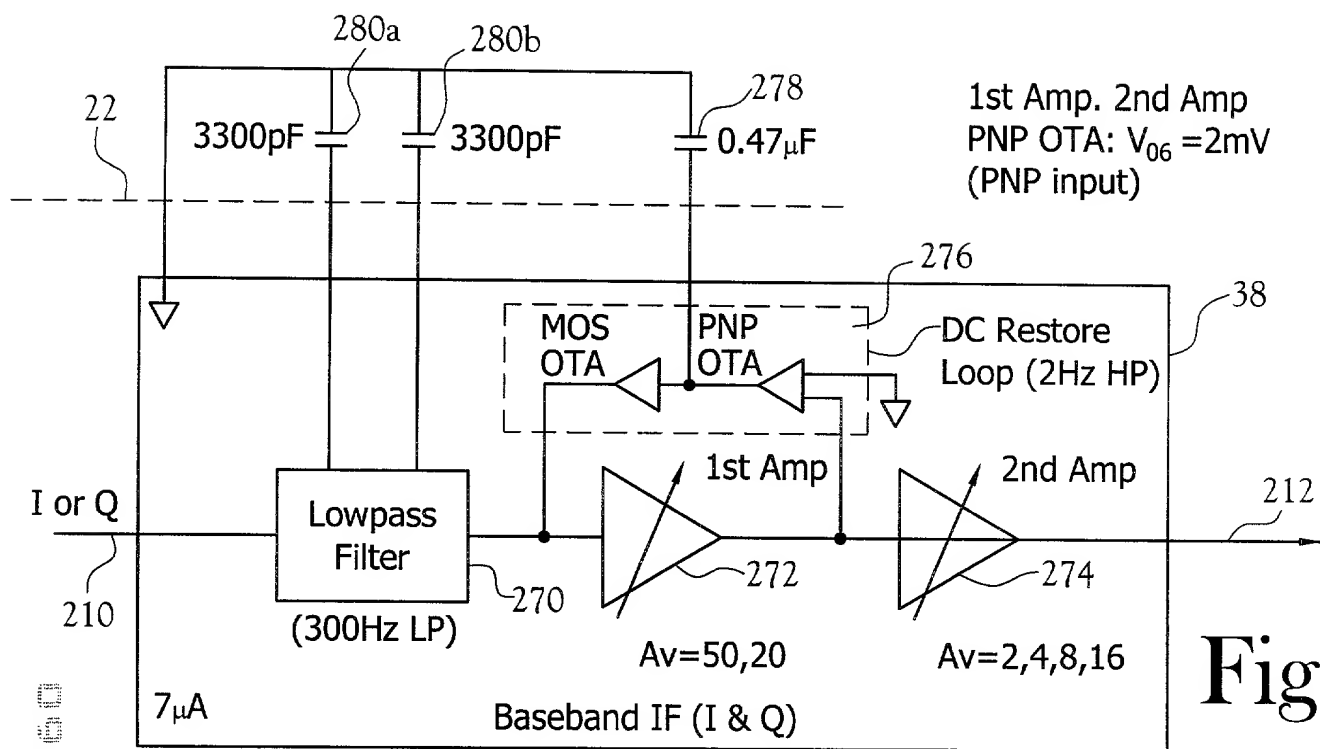 280a
280b
22
3300pF
3300pF
278
0.47µF
1st Amp. 2nd Amp
PNP OTA: V06 =2mV
(PNP input)
276
38
MOS
OTA
PNP
OTA
DC Restore
Loop (2Hz HP)
1st Amp
2nd Amp
I or Q
210
Lowpass
Filter
270
(300Hz LP)
272
274
212
Av=50,20
Av=2,4,8,16
7µA
Baseband IF (I & Q)
Fig